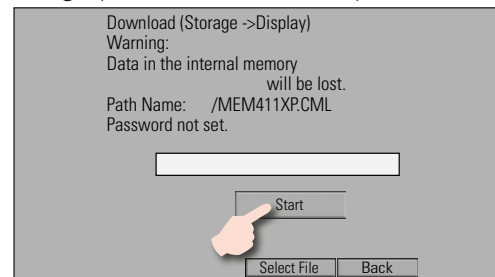 Download (Storage ->Display)
Warning:
Data in the internal memory
will be lost.
Path Name: /MEM411XP.CML
Password not set.
Start
Select File Back